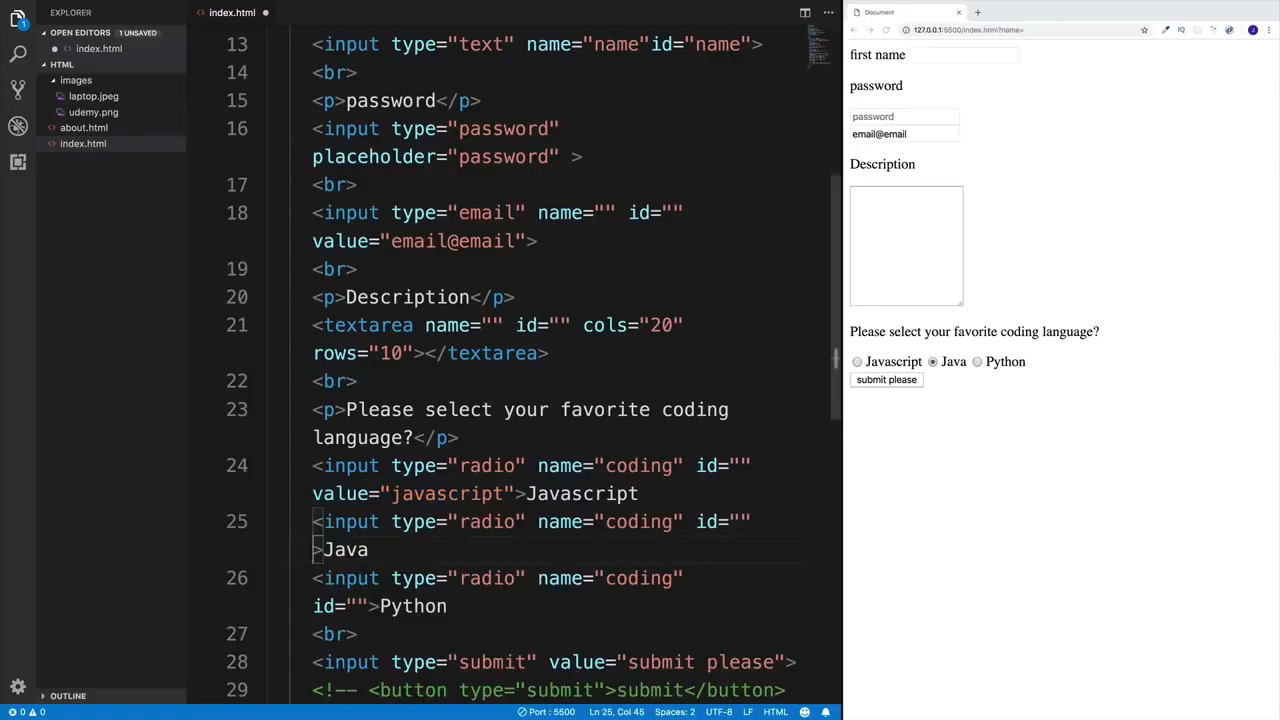 EXPLORER
OPEN EDITORS 1 UNSAVED
index.html
HTML
images
laptop.jpeg
udemy.png
about.html
index.html
OUTLINE
1
index.html
13 <input type="text" name="name"id="name">
14 <br>
15 <p>password</p>
16 <input type="password"
placeholder="password" >
17 <br>
18 <input type="email" name="" id=""
value="email@email">
19 <br>
20 <p>Description</p>
21 <textarea name="" id="" cols="20"
rows="10"></textarea>
22 <br>
23 <p>Please select your favorite coding
language?</p>
24 <input type="radio" name="coding" id=""
value="javascript">Javascript
25 <input type="radio" name="coding" id=""
>Java
26 <input type="radio" name="coding"
id="">Python
27 <br>
28 <input type="submit" value="submit please">
29 <!-- <button type="submit">submit</button>
0 0 Port : 5500 Ln 25, Col 45 Spaces: 2 UTF-8 LF HTML
Document
127.0.0.1:5500/index.html?name=
IQ
J
first name
password
password
email@email
Description
Please select your favorite coding language?
Javascript Java Python
submit please